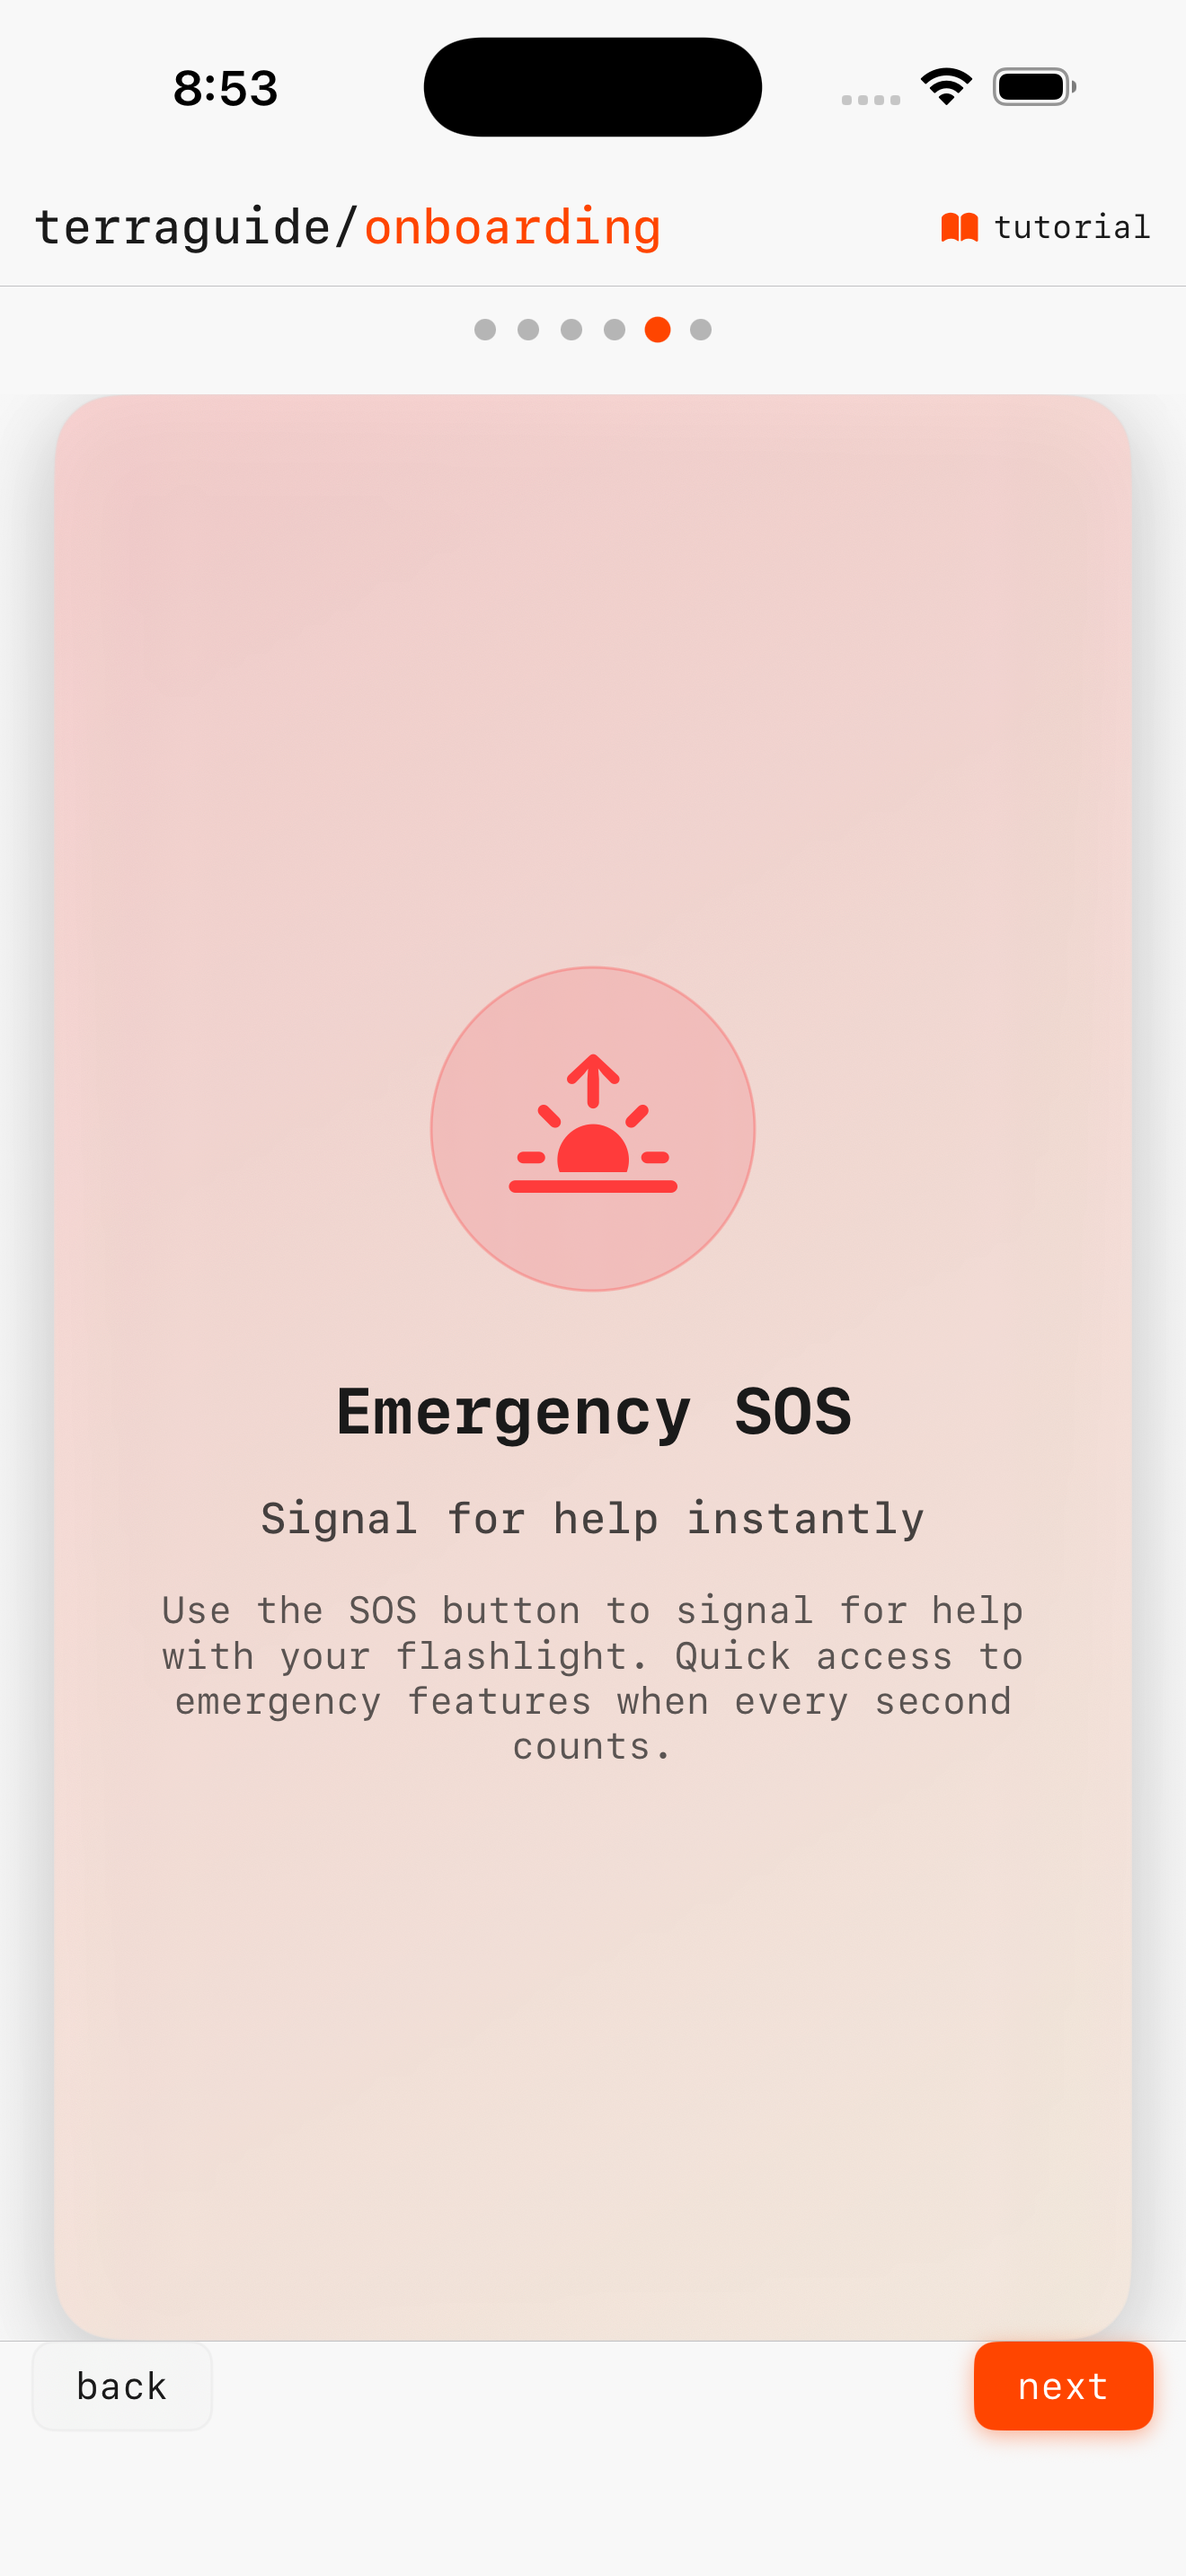 8:53
terraguide/onboarding
tutorial
Emergency SOS
Signal for help instantly
Use the SOS button to signal for help
with your flashlight. Quick access to
emergency features when every second
counts.
back
next